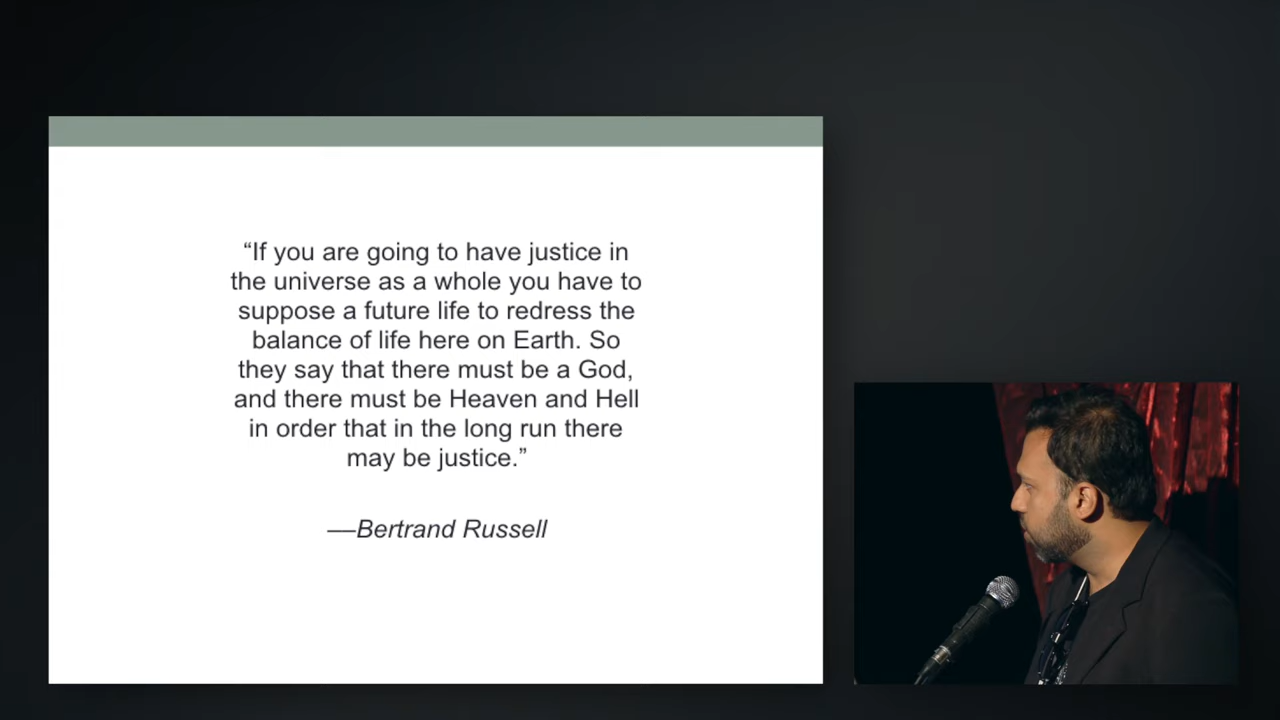 “If you are going to have justice in
the universe as a whole you have to
suppose a future life to redress the
balance of life here on Earth. So
they say that there must be a God,
and there must be Heaven and Hell
in order that in the long run there
may be justice.”
—Bertrand Russell